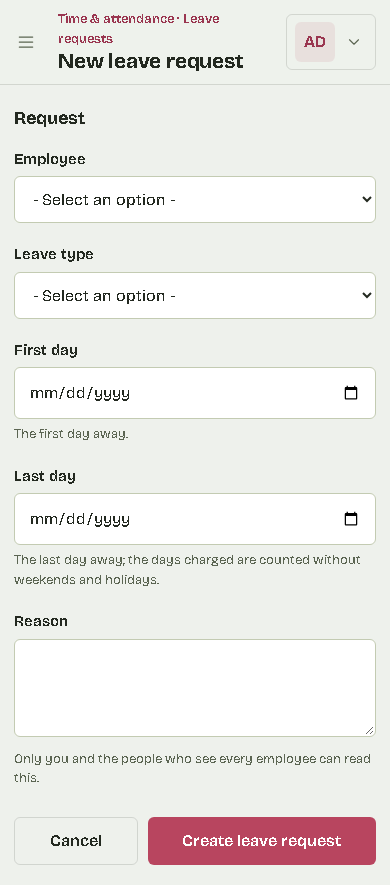 Time & attendance · Leave
requests
New leave request
AD
Request
Employee
- Select an option -
Leave type
- Select an option -
First day
mm/dd/yyyy
The first day away.
Last day
mm/dd/yyyy
The last day away; the days charged are counted without
weekends and holidays.
Reason
Only you and the people who see every employee can read
this.
Cancel
Create leave request